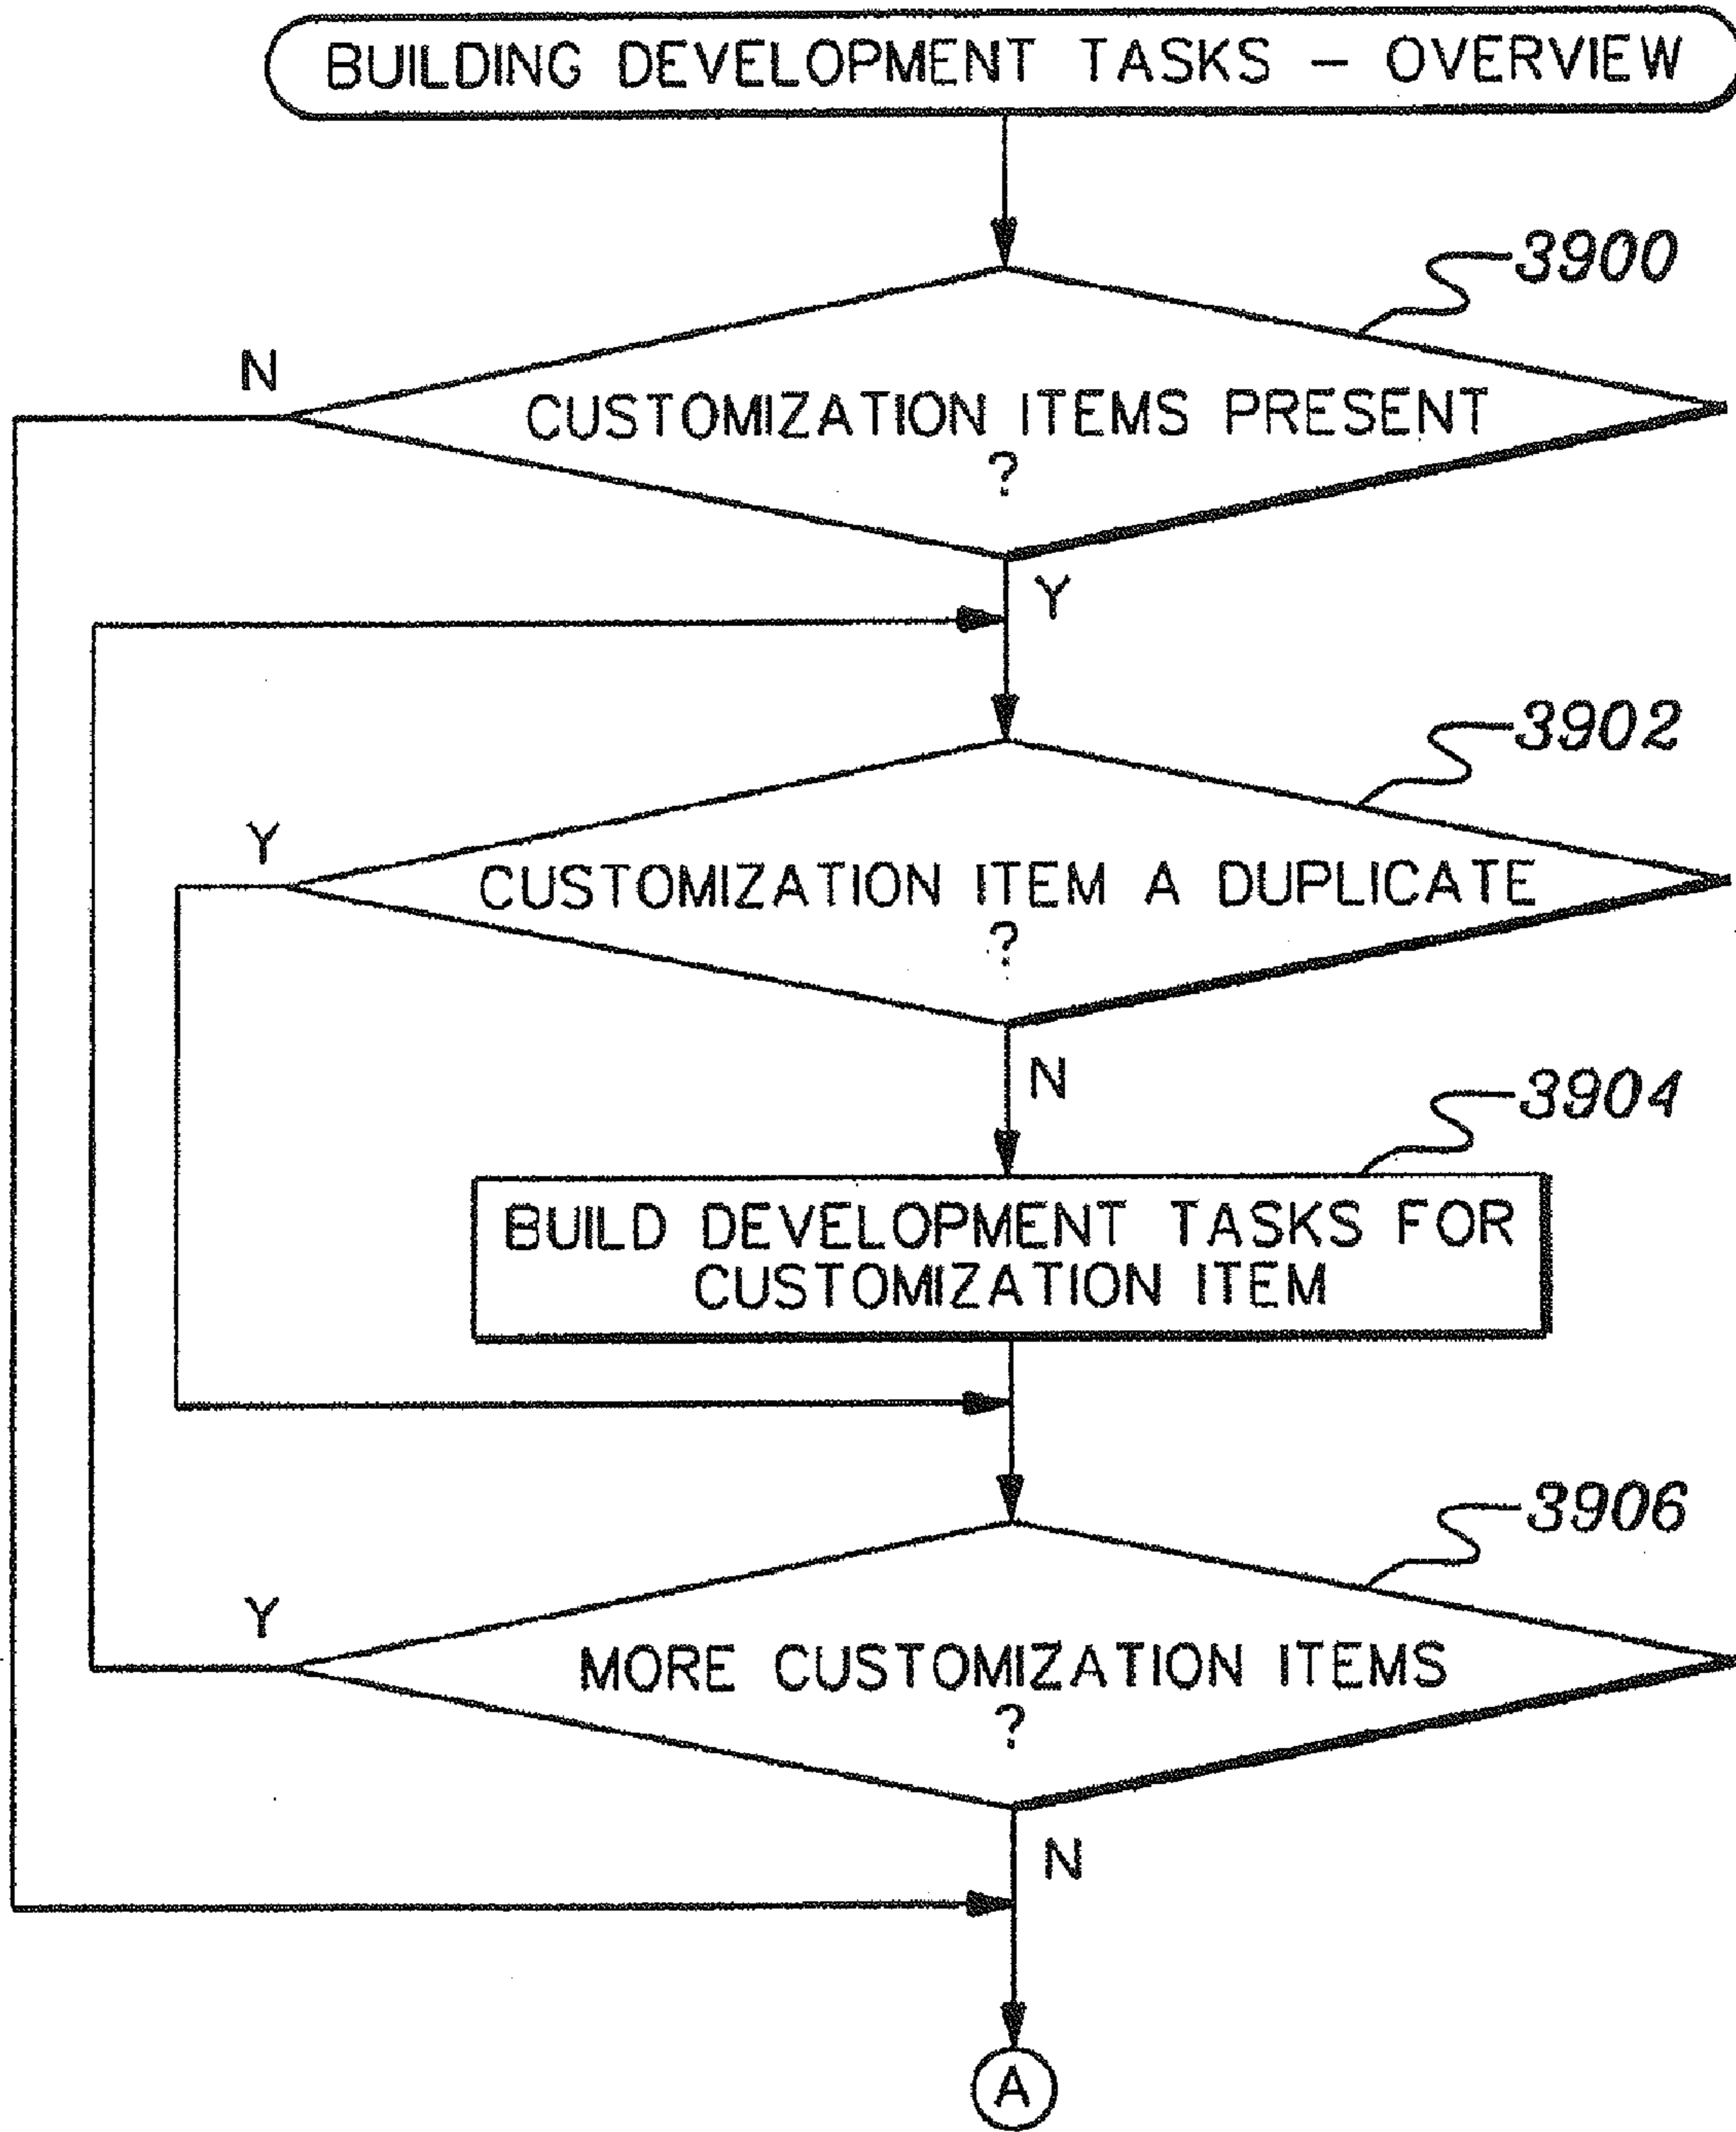 BUILDING DEVELOPMENT TASKS – OVERVIEW
3900
N
CUSTOMIZATION ITEMS PRESENT
?
Y
3902
Y
CUSTOMIZATION ITEM A DUPLICATE
?
N
3904
BUILD DEVELOPMENT TASKS FOR
CUSTOMIZATION ITEM
3906
Y
MORE CUSTOMIZATION ITEMS
?
N
A